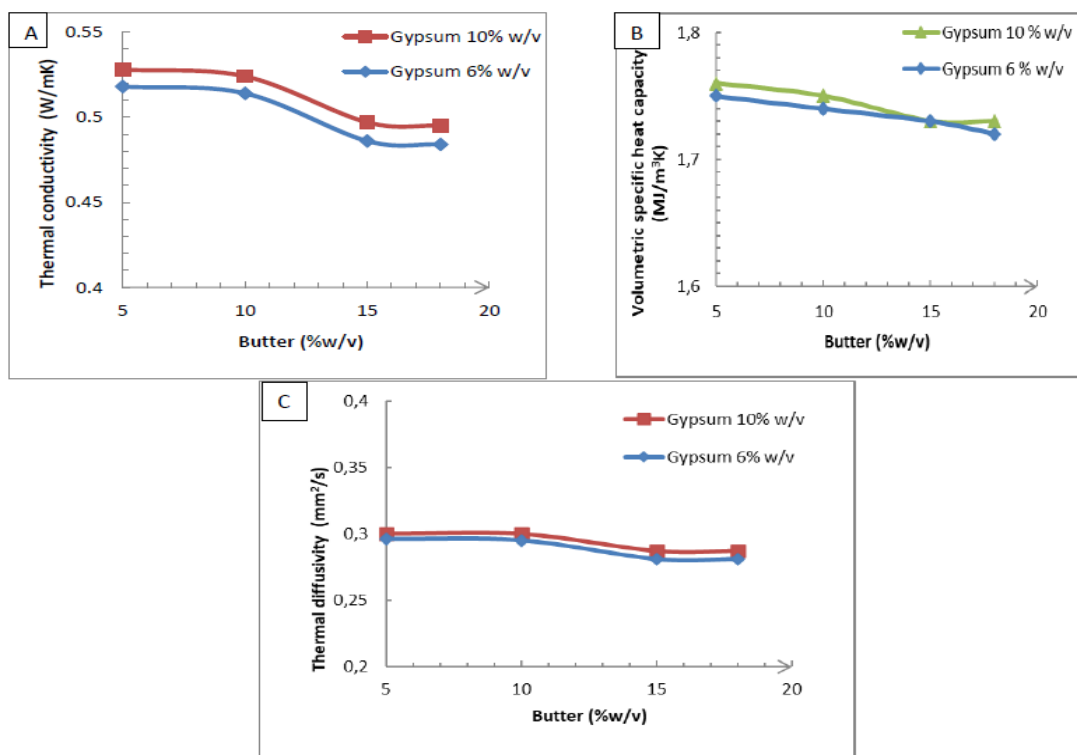 A
Thermal conductivity (W/mK)
0.55
0.5
0.45
0.4
5 10 15 20
Butter (%w/v)
Gypsum 10% w/v
Gypsum 6% w/v
B
Volumetric specific heat capacity
(MJ/m³K)
1,8
1,7
1,6
5 10 15 20
Butter (%w/v)
Gypsum 10 % w/v
Gypsum 6 % w/v
C
Thermal diffusivity (mm²/s)
0,4
0,35
0,3
0,25
0,2
5 10 15 20
Butter (%w/v)
Gypsum 10% w/v
Gypsum 6% w/v